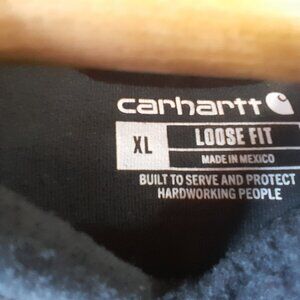 carhartt
XL
LOOSE FIT
MADE IN MEXICO
BUILT TO SERVE AND PROTECT
HARDWORKING PEOPLE